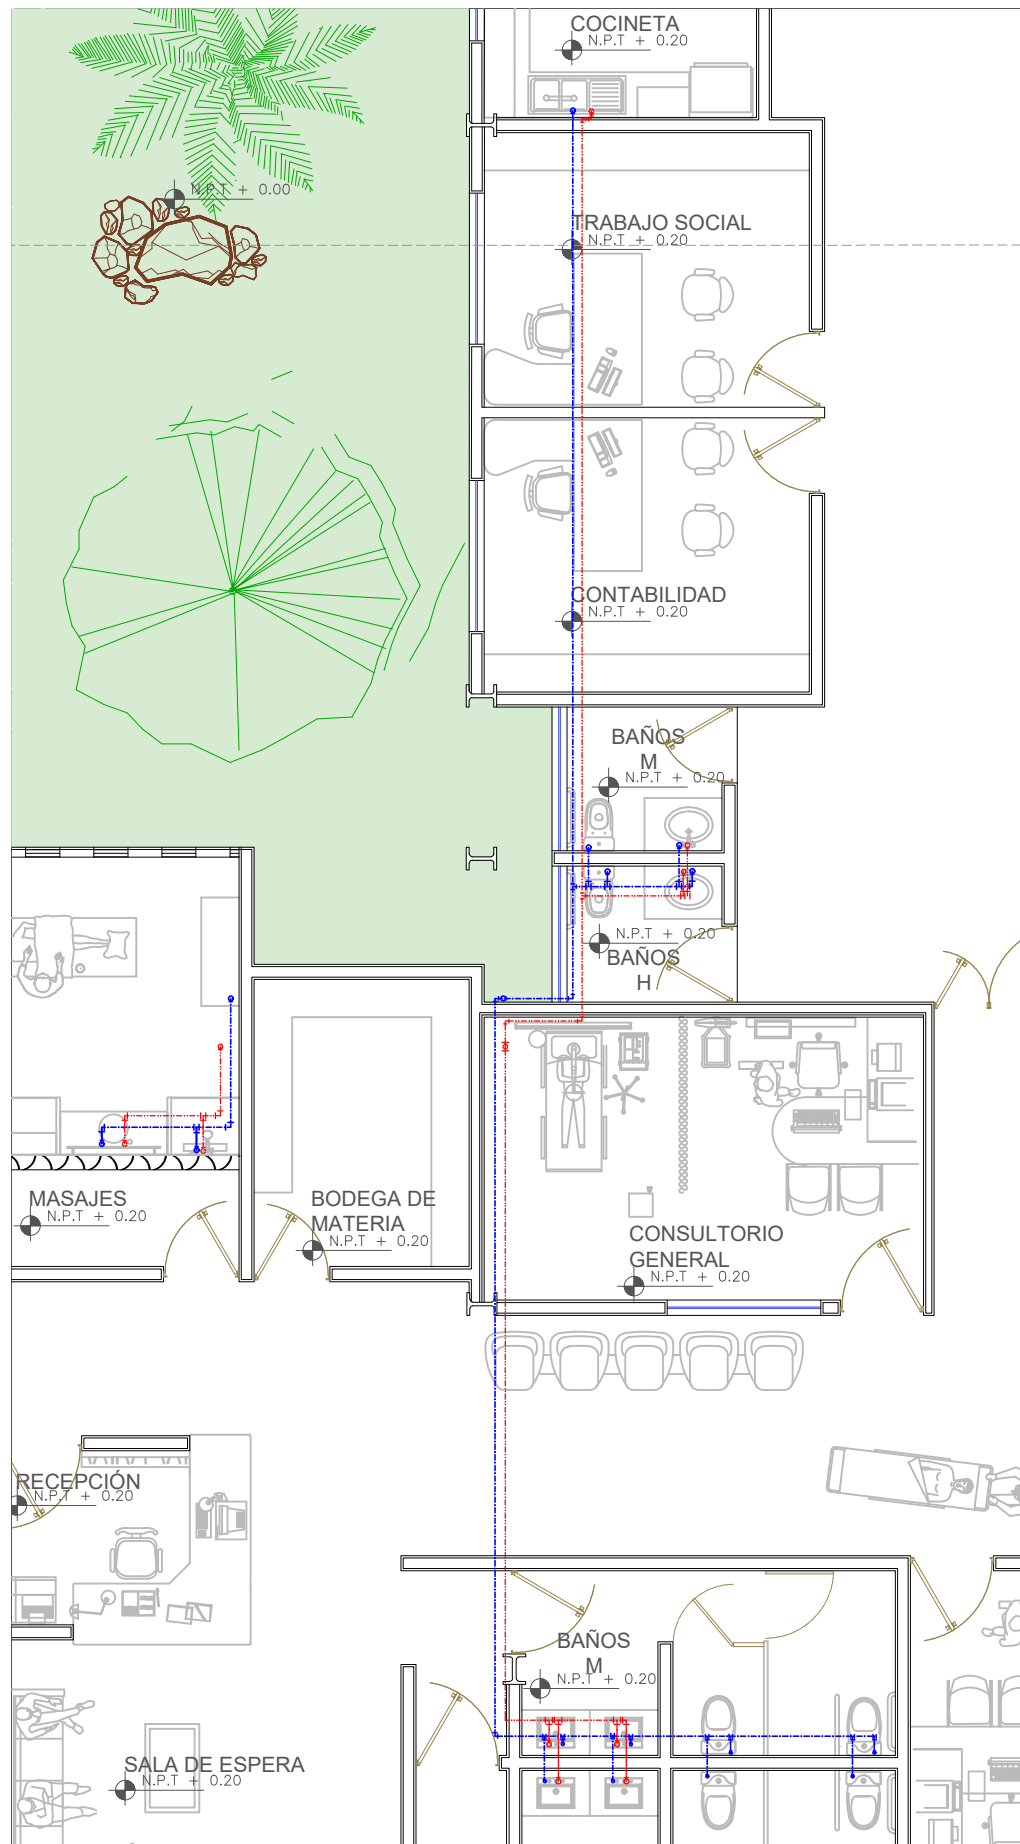 COCINETA
N.P.T + 0.20
N.P.T + 0.00
TRABAJO SOCIAL
N.P.T + 0.20
CONTABILIDAD
N.P.T + 0.20
BAÑOS
M
N.P.T + 0.20
N.P.T + 0.20
BAÑOS
H
MASAJES
N.P.T + 0.20
BODEGA DE
MATERIA
N.P.T + 0.20
CONSULTORIO
GENERAL
N.P.T + 0.20
RECEPCIÓN
N.P.T + 0.20
BAÑOS
M
N.P.T + 0.20
SALA DE ESPERA
N.P.T + 0.20